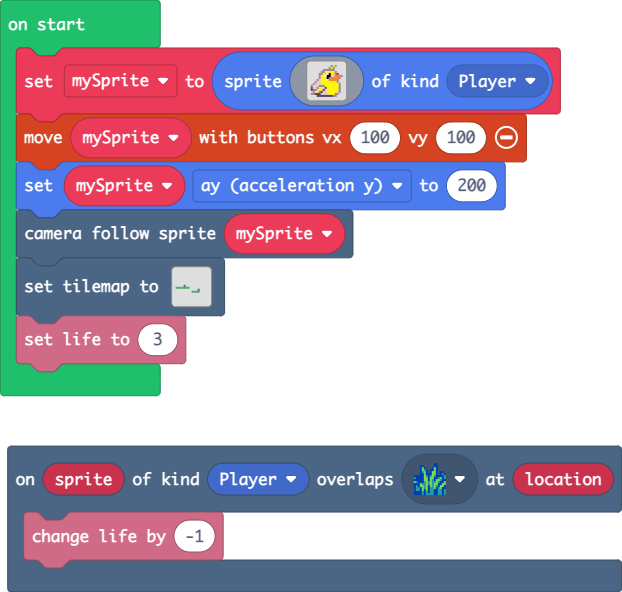 on start
set mySprite to sprite of kind Player
move mySprite with buttons vx 100 vy 100
set mySprite ay (acceleration y) to 200
camera follow sprite mySprite
set tilemap to
set life to 3
on sprite of kind Player overlaps at location
change life by -1